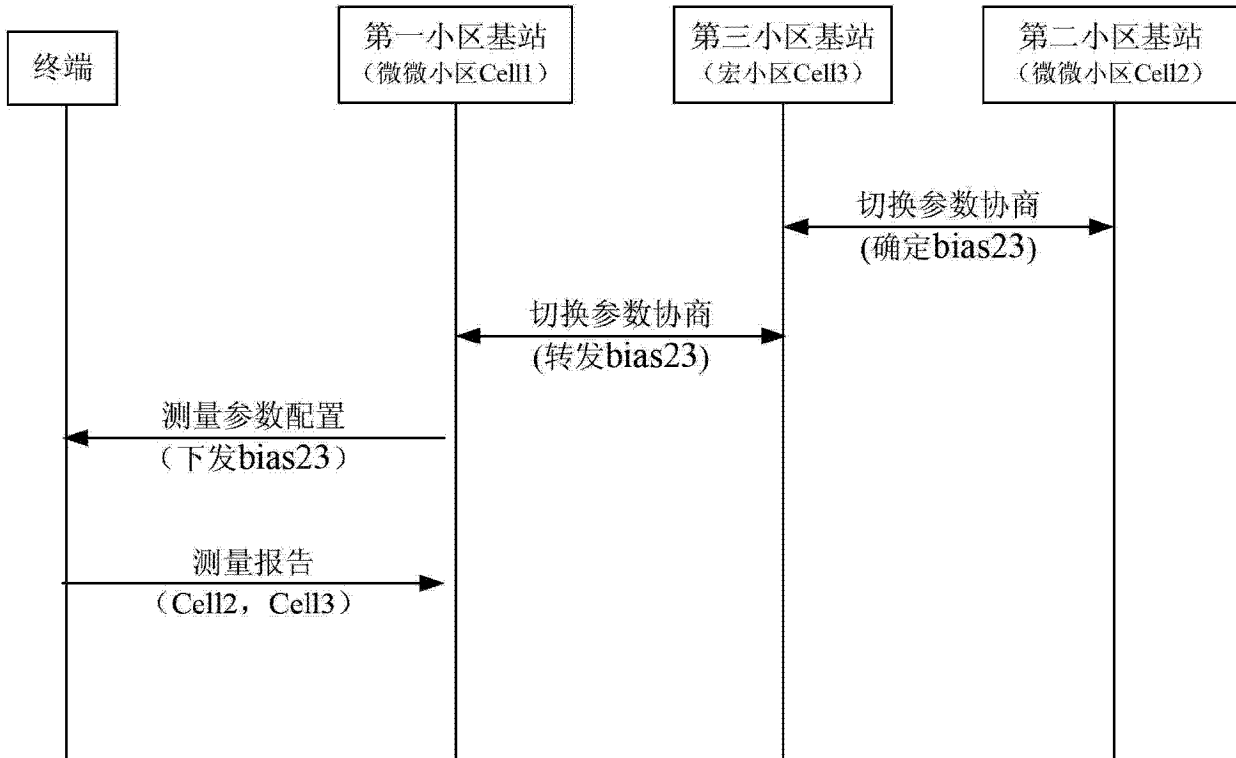 终端
第一小区基站
（微微小区Cell1）
第三小区基站
（宏小区Cell3）
第二小区基站
（微微小区Cell2）
切换参数协商
(确定bias23)
切换参数协商
(转发bias23)
测量参数配置
（下发bias23）
测量报告
（Cell2，Cell3）